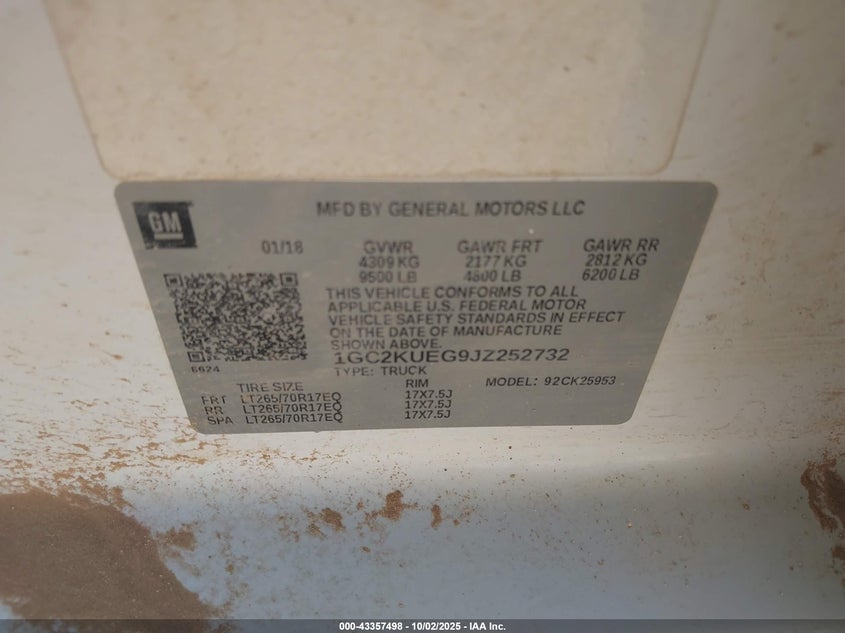 GM
MFD BY GENERAL MOTORS LLC
01/18 GVWR GAWR FRT GAWR RR
4309 KG 2177 KG 2812 KG
9500 LB 4800 LB 6200 LB
THIS VEHICLE CONFORMS TO ALL
APPLICABLE U.S. FEDERAL MOTOR
VEHICLE SAFETY STANDARDS IN EFFECT
ON THE DATE OF MANUFACTURE
SHOWN ABOVE.
1GC2KUEG9JZ252732
6624 TYPE: TRUCK MODEL: 92CK25953
TIRE SIZE RIM
FRT LT265/70R17EQ 17X7.5J
RR LT265/70R17EQ 17X7.5J
SPA LT265/70R17EQ 17X7.5J
000-43357498 - 10/02/2025 - IAA Inc.